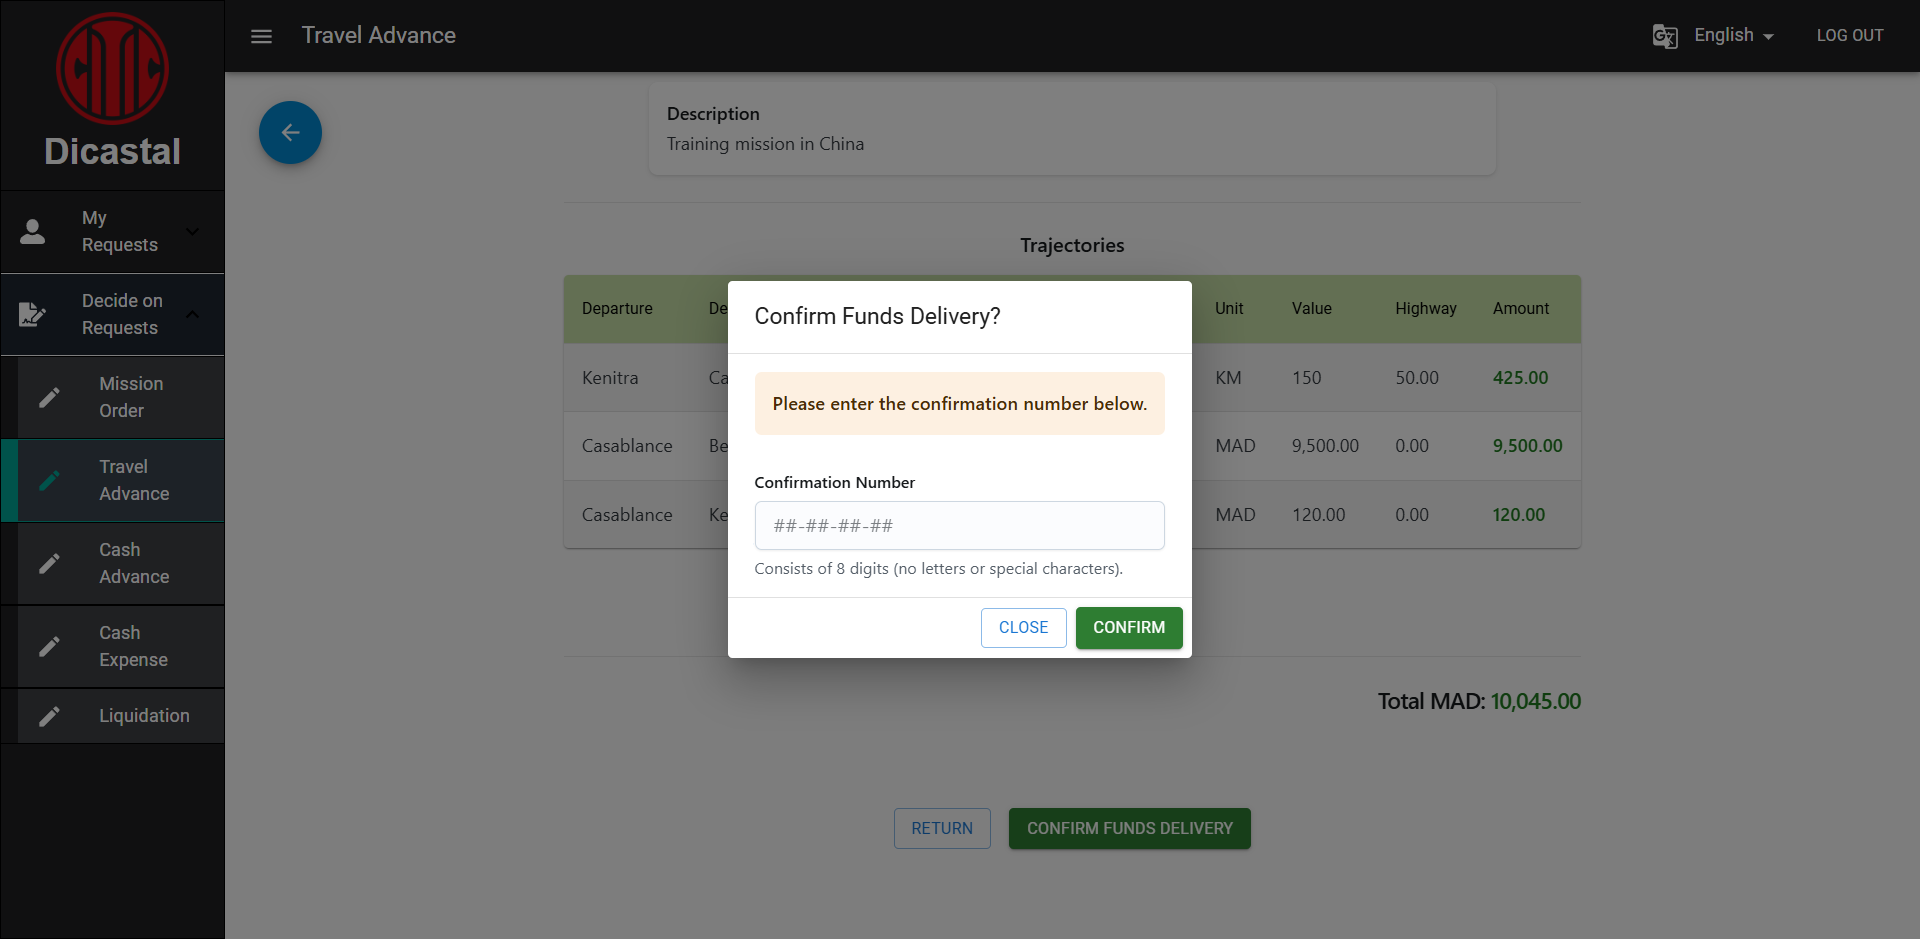 Dicastal
My
Requests
Decide on
Requests
Mission
Order
Travel
Advance
Cash
Advance
Cash
Expense
Liquidation
Travel Advance
English
LOG OUT
Description
Training mission in China
Trajectories
Departure De Unit Value Highway Amount
Kenitra Ca KM 150 50.00 425.00
Casablance Be MAD 9,500.00 0.00 9,500.00
Casablance Ke MAD 120.00 0.00 120.00
Confirm Funds Delivery?
Please enter the confirmation number below.
Confirmation Number
##-##-##-##
Consists of 8 digits (no letters or special characters).
CLOSE CONFIRM
Total MAD: 10,045.00
RETURN CONFIRM FUNDS DELIVERY